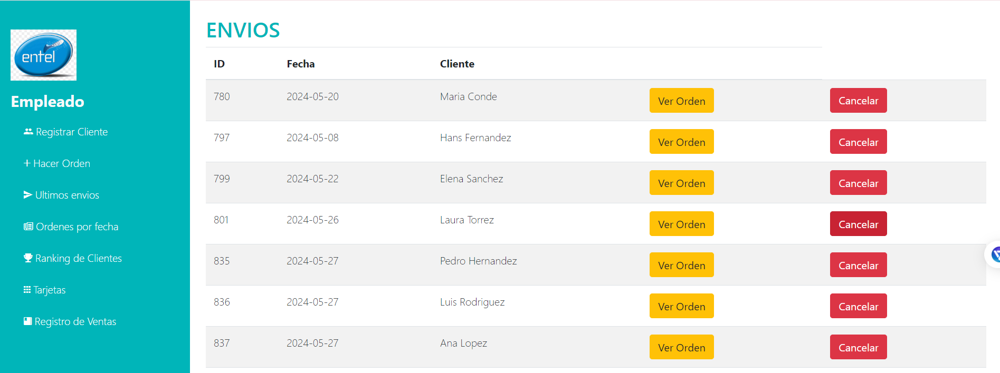 entel
Empleado
Registrar Cliente
Hacer Orden
Ultimos envios
Ordenes por fecha
Ranking de Clientes
Tarjetas
Registro de Ventas
ENVIOS
ID Fecha Cliente
780 2024-05-20 Maria Conde Ver Orden Cancelar
797 2024-05-08 Hans Fernandez Ver Orden Cancelar
799 2024-05-22 Elena Sanchez Ver Orden Cancelar
801 2024-05-26 Laura Torrez Ver Orden Cancelar
835 2024-05-27 Pedro Hernandez Ver Orden Cancelar
836 2024-05-27 Luis Rodriguez Ver Orden Cancelar
837 2024-05-27 Ana Lopez Ver Orden Cancelar